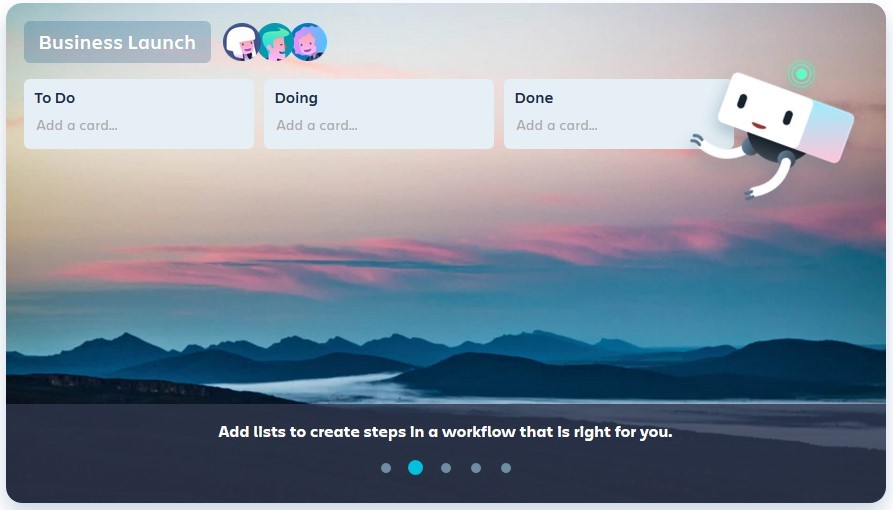 Business Launch
To Do
Doing
Done
Add a card...
Add a card...
Add a card...
Add lists to create steps in a workflow that is right for you.